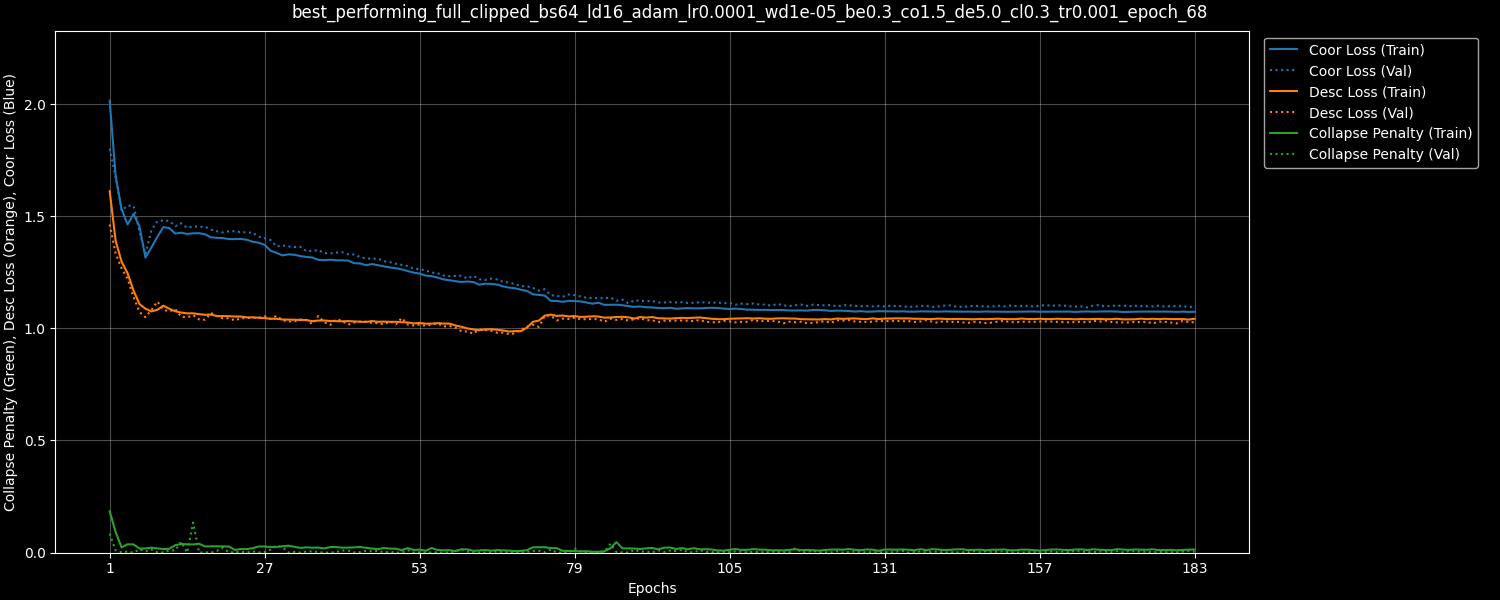 best_performing_full_clipped_bs64_ld16_adam_lr0.0001_wd1e-05_be0.3_co1.5_de5.0_cl0.3_tr0.001_epoch_68
Collapse Penalty (Green), Desc Loss (Orange), Coor Loss (Blue)
2.0
1.5
1.0
0.5
0.0
1 27 53 79 105 131 157 183
Epochs
Coor Loss (Train)
Coor Loss (Val)
Desc Loss (Train)
Desc Loss (Val)
Collapse Penalty (Train)
Collapse Penalty (Val)